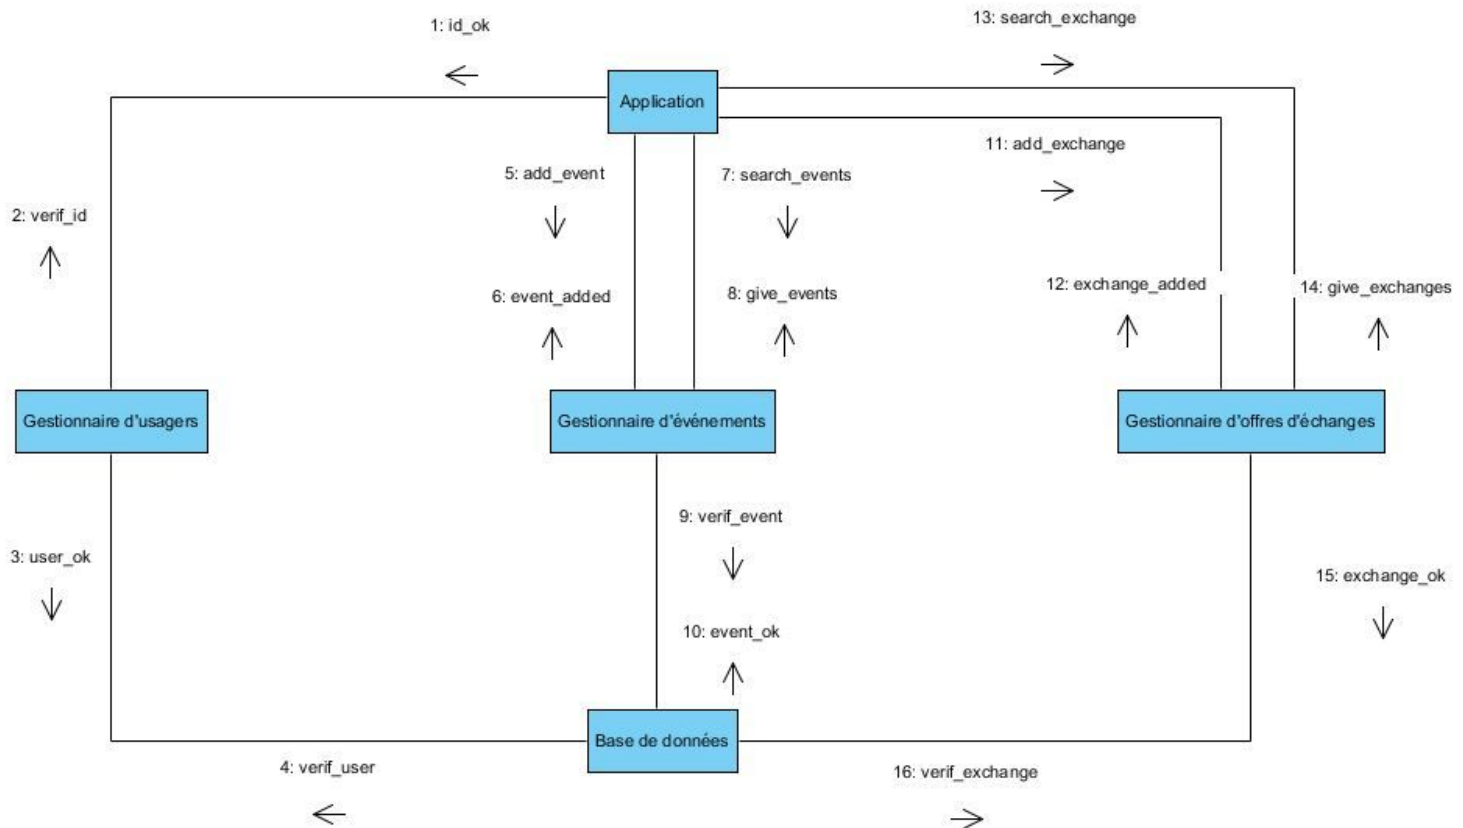 13: search_exchange
1: id_ok
Application
11: add_exchange
5: add_event
7: search_events
2: verif_id
12: exchange_added
14: give_exchanges
6: event_added
8: give_events
Gestionnaire d'usagers
Gestionnaire d'événements
Gestionnaire d'offres d'échanges
9: verif_event
3: user_ok
15: exchange_ok
10: event_ok
Base de données
4: verif_user
16: verif_exchange